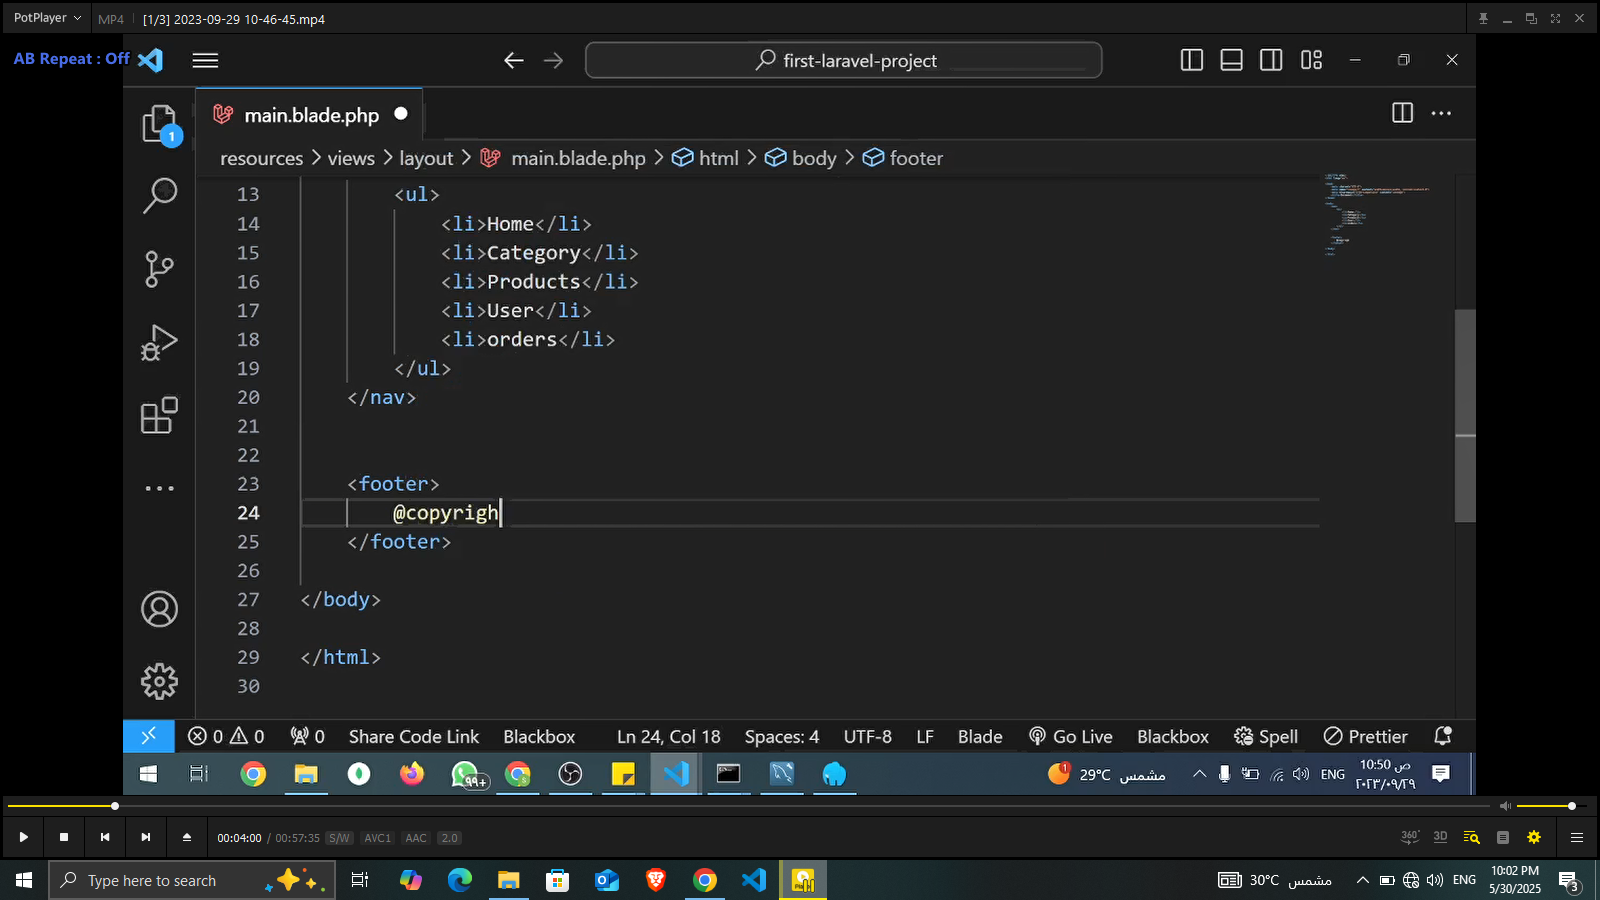 PotPlayer MP4 [1/3] 2023-09-29 10-46-45.mp4
AB Repeat : Off
first-laravel-project
1
main.blade.php
resources > views > layout > main.blade.php > html > body > footer
13 <ul>
14 <li>Home</li>
15 <li>Category</li>
16 <li>Products</li>
17 <li>User</li>
18 <li>orders</li>
19 </ul>
20 </nav>
21
22
23 <footer>
24 @copyrigh
25 </footer>
26
27 </body>
28
29 </html>
30
0 0 0 Share Code Link Blackbox Ln 24, Col 18 Spaces: 4 UTF-8 LF Blade Go Live Blackbox Spell Prettier
99+ 1 29°C مشمس ENG 10:50 ص
٢٠٢٣/٠٩/٢٩
00:04:00 / 00:57:35 S/W AVC1 AAC 2.0 360° 3D
Type here to search 30°C مشمس ENG 10:02 PM
5/30/2025 3